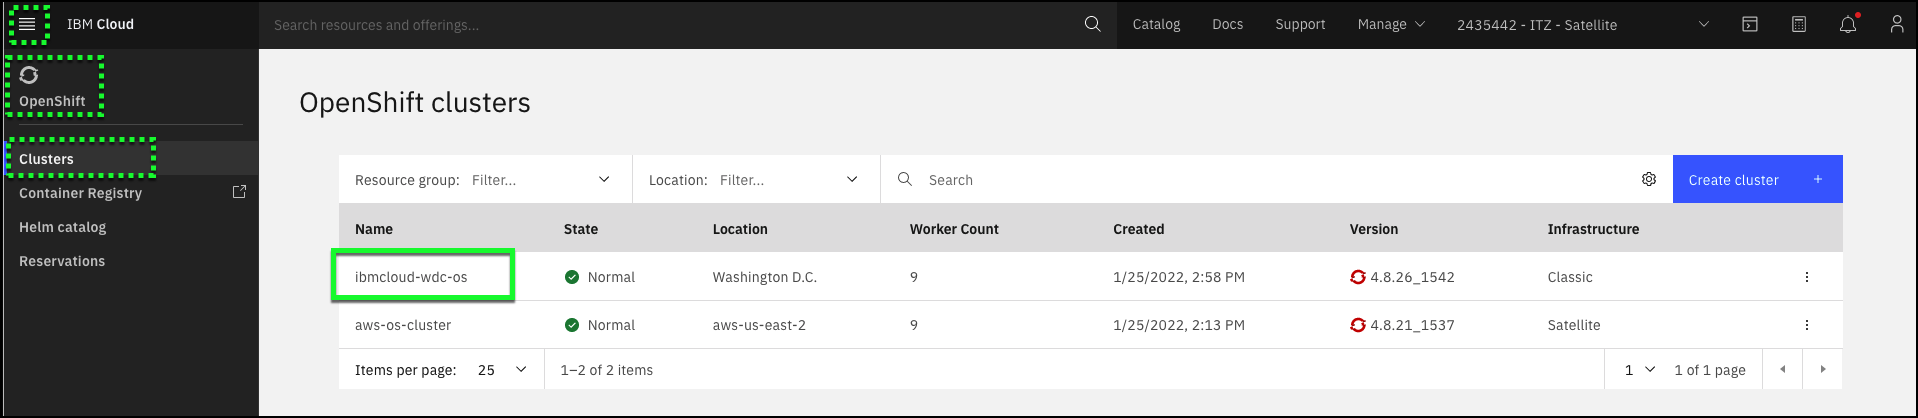 IBM Cloud
Search resources and offerings...
Catalog
Docs
Support
Manage
2435442 - ITZ - Satellite
OpenShift
Clusters
Container Registry
Helm catalog
Reservations
OpenShift clusters
Resource group: Filter...
Location: Filter...
Search
Create cluster +
Name State Location Worker Count Created Version Infrastructure
ibmcloud-wdc-os Normal Washington D.C. 9 1/25/2022, 2:58 PM 4.8.26_1542 Classic
aws-os-cluster Normal aws-us-east-2 9 1/25/2022, 2:13 PM 4.8.21_1537 Satellite
Items per page: 25 1–2 of 2 items 1 1 of 1 page